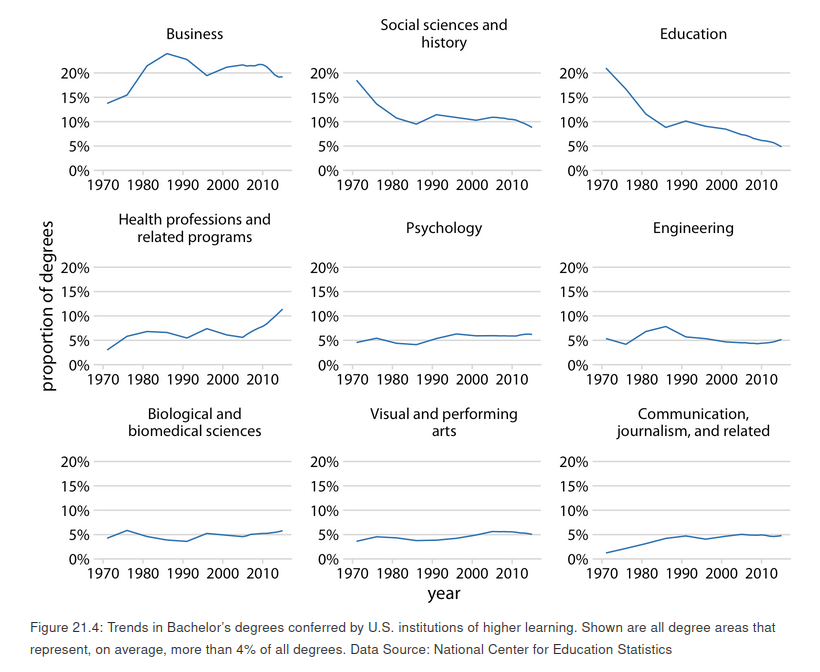 Business
Social sciences and
history
Education
20%
15%
10%
5%
0%
1970 1980 1990 2000 2010
20%
15%
10%
5%
0%
1970 1980 1990 2000 2010
20%
15%
10%
5%
0%
1970 1980 1990 2000 2010
proportion of degrees
Health professions and
related programs
Psychology
Engineering
20%
15%
10%
5%
0%
1970 1980 1990 2000 2010
20%
15%
10%
5%
0%
1970 1980 1990 2000 2010
20%
15%
10%
5%
0%
1970 1980 1990 2000 2010
Biological and
biomedical sciences
Visual and performing
arts
Communication,
journalism, and related
20%
15%
10%
5%
0%
1970 1980 1990 2000 2010
20%
15%
10%
5%
0%
1970 1980 1990 2000 2010
20%
15%
10%
5%
0%
1970 1980 1990 2000 2010
year
Figure 21.4: Trends in Bachelor’s degrees conferred by U.S. institutions of higher learning. Shown are all degree areas that
represent, on average, more than 4% of all degrees. Data Source: National Center for Education Statistics